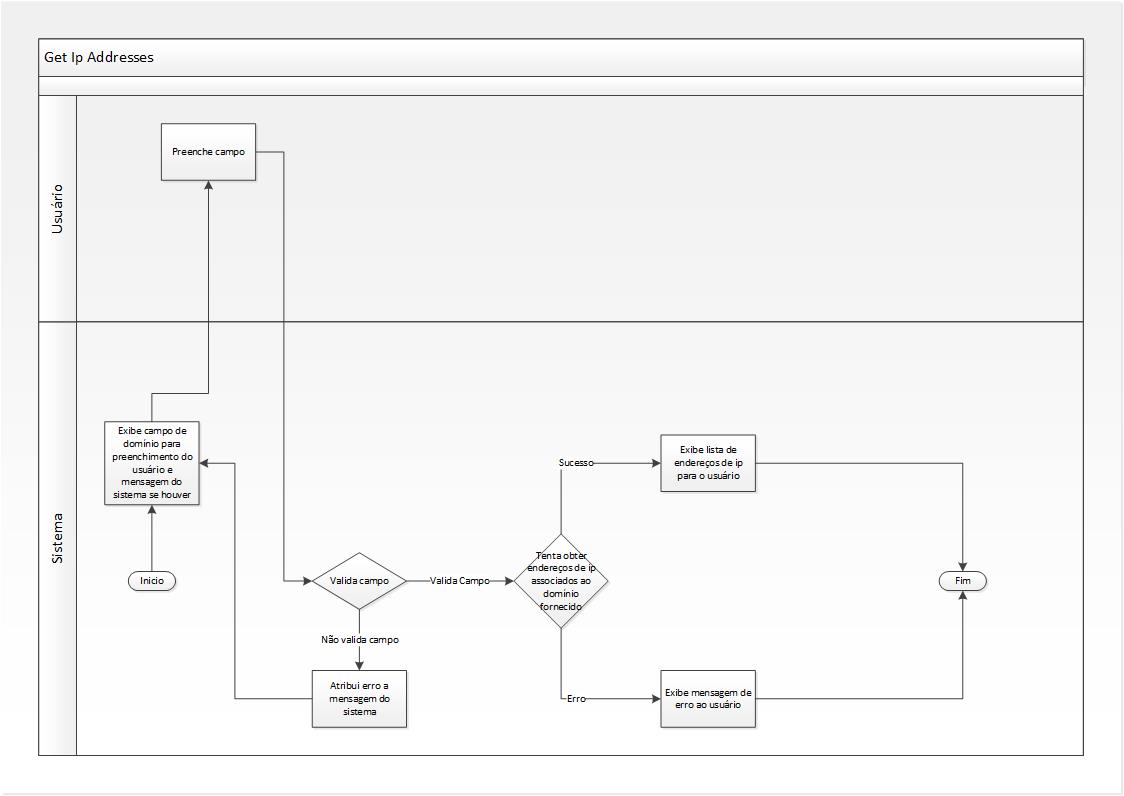 Get Ip Addresses
Usuário
Preenche campo
Sistema
Exibe campo de
domínio para
preenchimento do
usuário e
mensagem do
sistema se houver
Inicio
Valida campo
Não valida campo
Atribui erro a
mensagem do
sistema
Valida Campo
Tenta obter
endereços de ip
associados ao
domínio
fornecido
Sucesso
Exibe lista de
endereços de ip
para o usuário
Erro
Exibe mensagem de
erro ao usuário
Fim